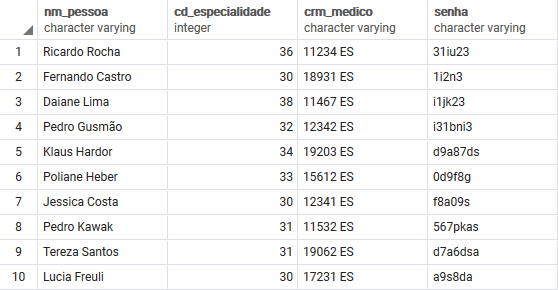 nm_pessoa cd_especialidade crm_medico senha
character varying integer character varying character varying
1 Ricardo Rocha 36 11234 ES 31iu23
2 Fernando Castro 30 18931 ES 1i2n3
3 Daiane Lima 38 11467 ES i1jk23
4 Pedro Gusmão 32 12342 ES i31bni3
5 Klaus Hardor 34 19203 ES d9a87ds
6 Poliane Heber 33 15612 ES 0d9f8g
7 Jessica Costa 30 12341 ES f8a09s
8 Pedro Kawak 31 11532 ES 567pkas
9 Tereza Santos 31 19062 ES d7a6dsa
10 Lucia Freuli 30 17231 ES a9s8da